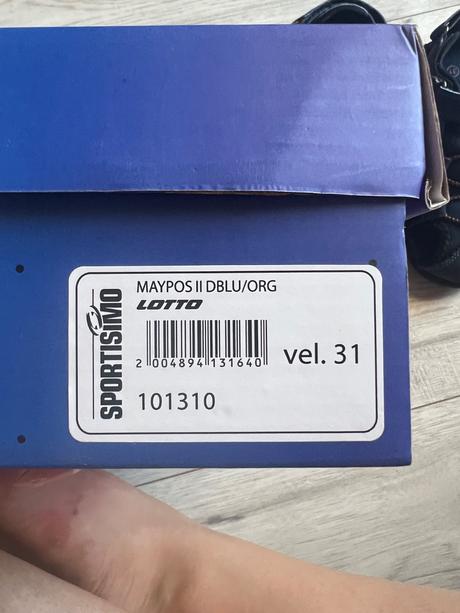 SPORTISIMO
MAYPOS II DBLU/ORG
LOTTO
2 004894 131640
vel. 31
101310